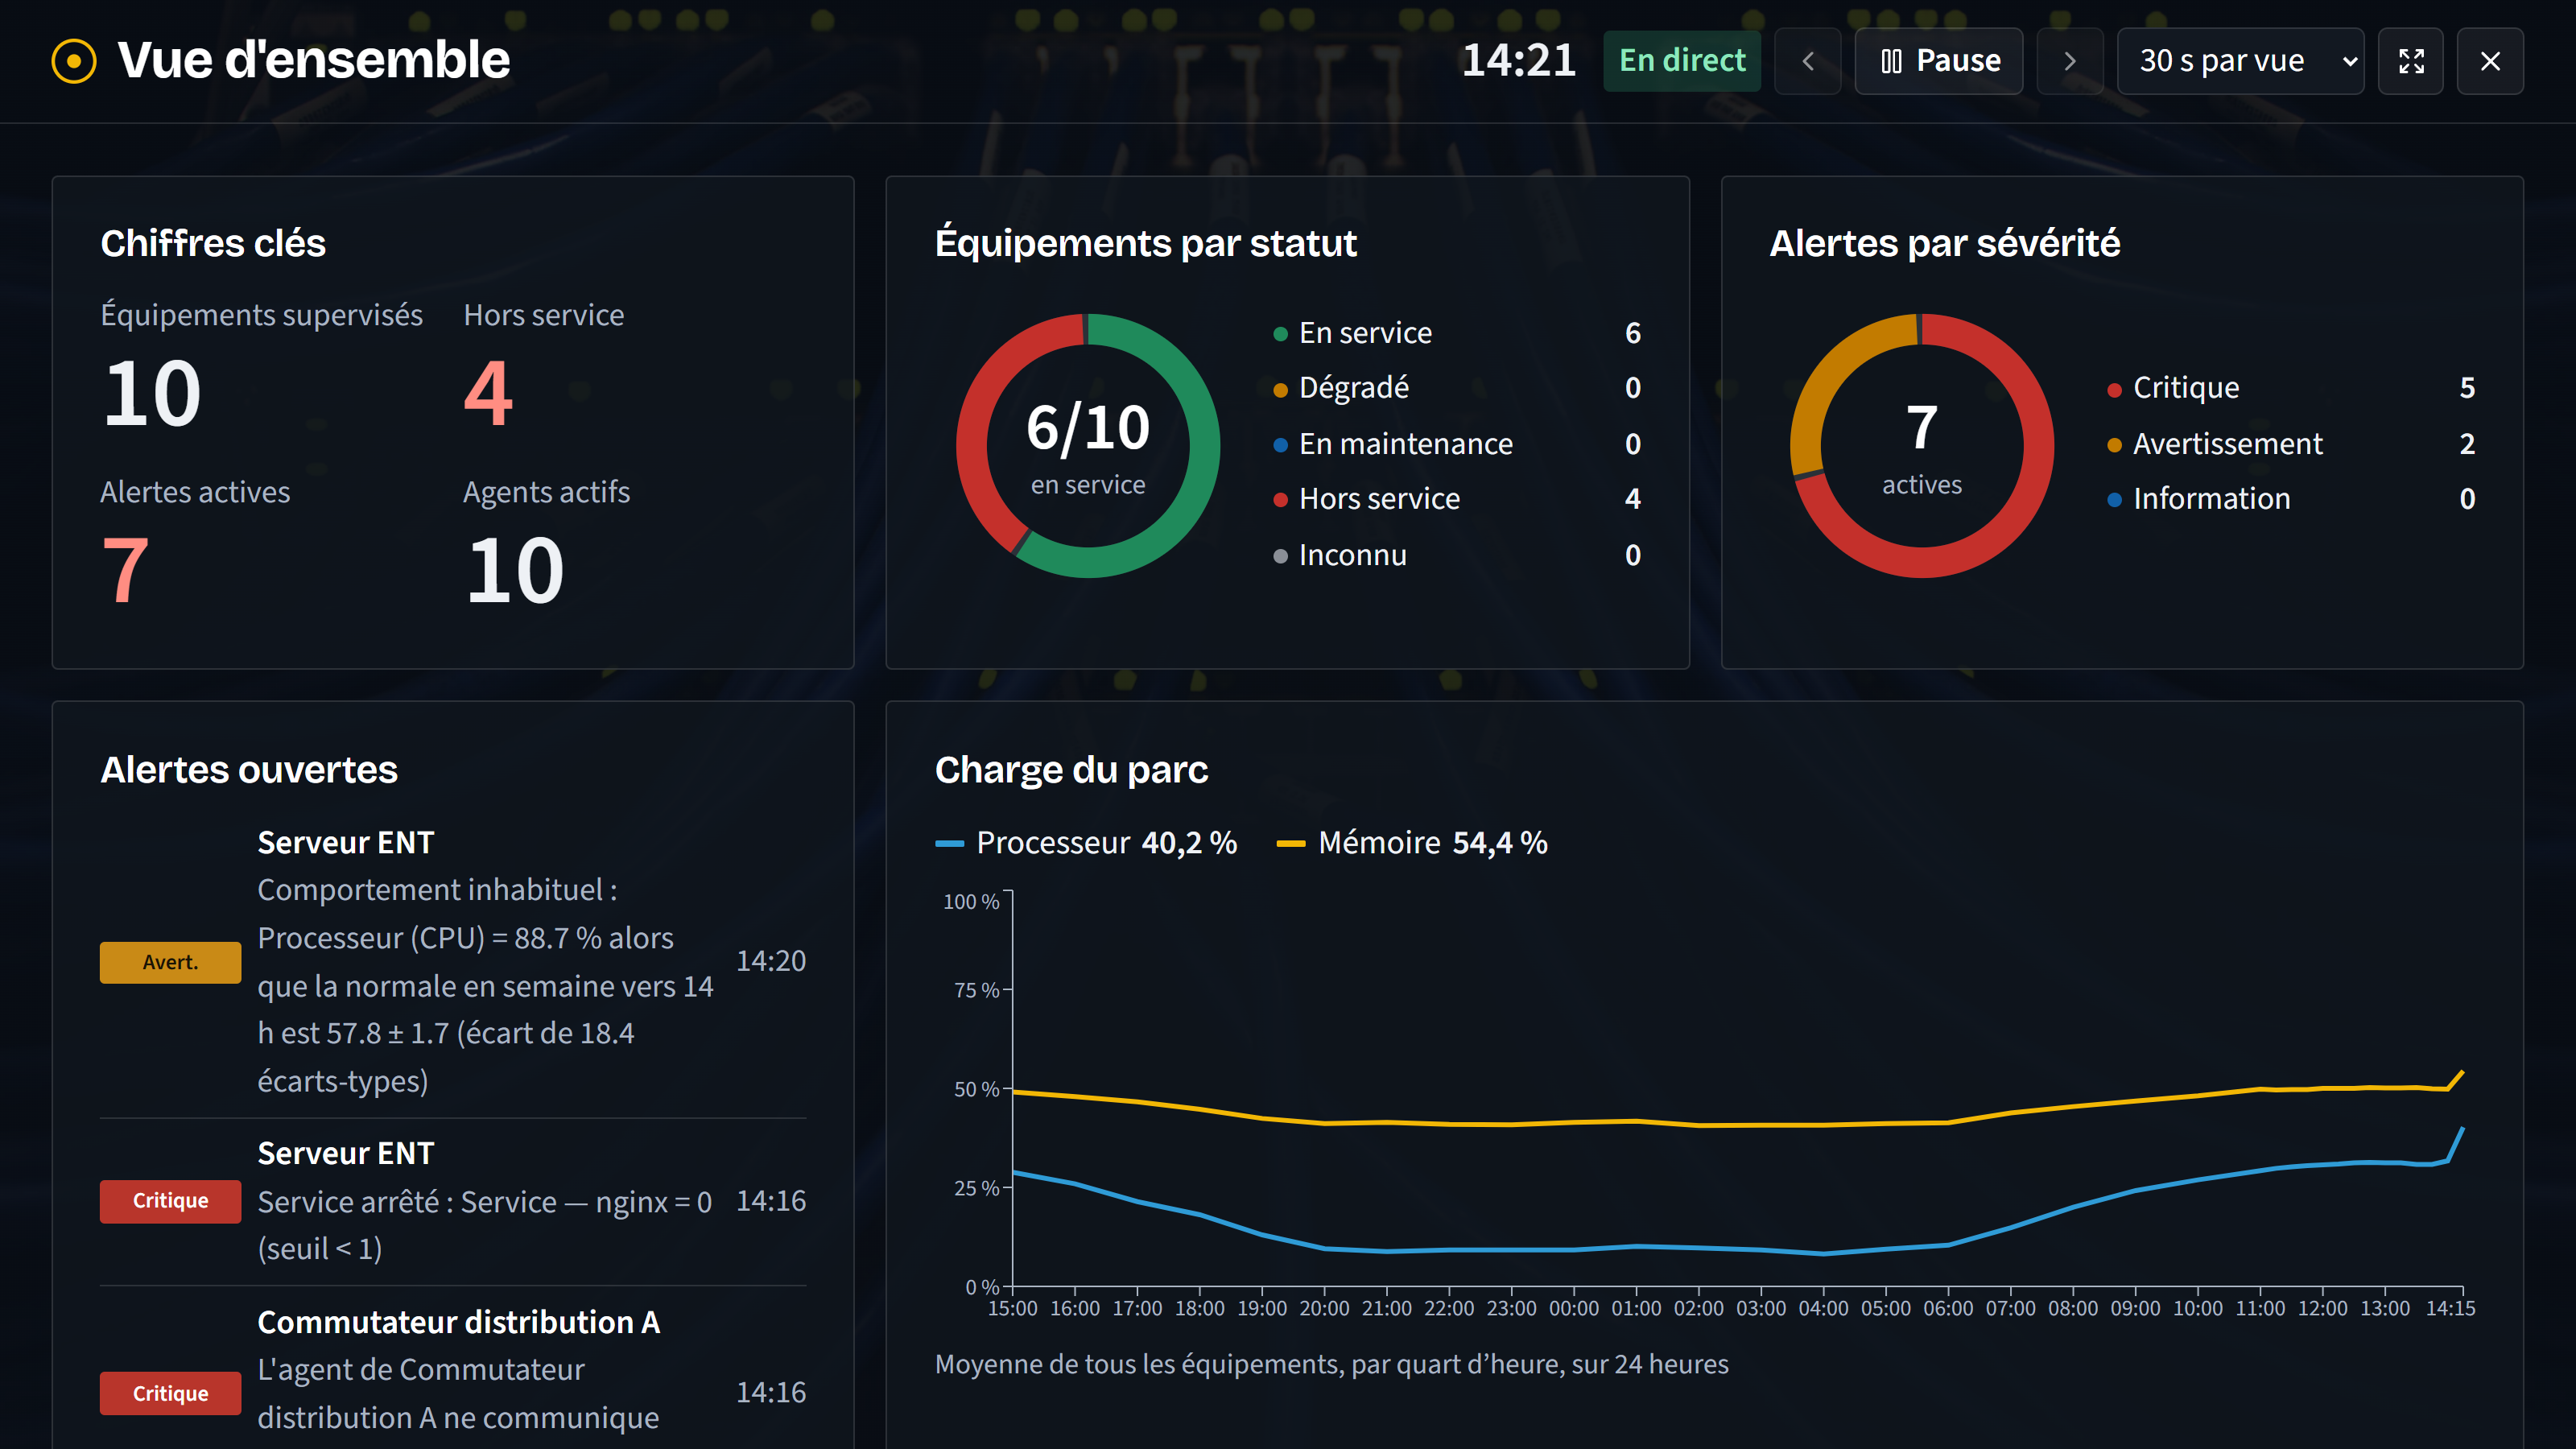 Vue d'ensemble
14:21
En direct
Pause
30 s par vue
Chiffres clés
Équipements supervisés
10
Hors service
4
Alertes actives
7
Agents actifs
10
Équipements par statut
6/10
en service
En service 6
Dégradé 0
En maintenance 0
Hors service 4
Inconnu 0
Alertes par sévérité
7
actives
Critique 5
Avertissement 2
Information 0
Alertes ouvertes
Avert.
Serveur ENT
Comportement inhabituel :
Processeur (CPU) = 88.7 % alors
que la normale en semaine vers 14
h est 57.8 ± 1.7 (écart de 18.4
écarts-types)
14:20
Critique
Serveur ENT
Service arrêté : Service — nginx = 0
(seuil < 1)
14:16
Critique
Commutateur distribution A
L'agent de Commutateur
distribution A ne communique
14:16
Charge du parc
Processeur 40,2 % Mémoire 54,4 %
100 %
75 %
50 %
25 %
0 %
15:00 16:00 17:00 18:00 19:00 20:00 21:00 22:00 23:00 00:00 01:00 02:00 03:00 04:00 05:00 06:00 07:00 08:00 09:00 10:00 11:00 12:00 13:00 14:15
Moyenne de tous les équipements, par quart d’heure, sur 24 heures